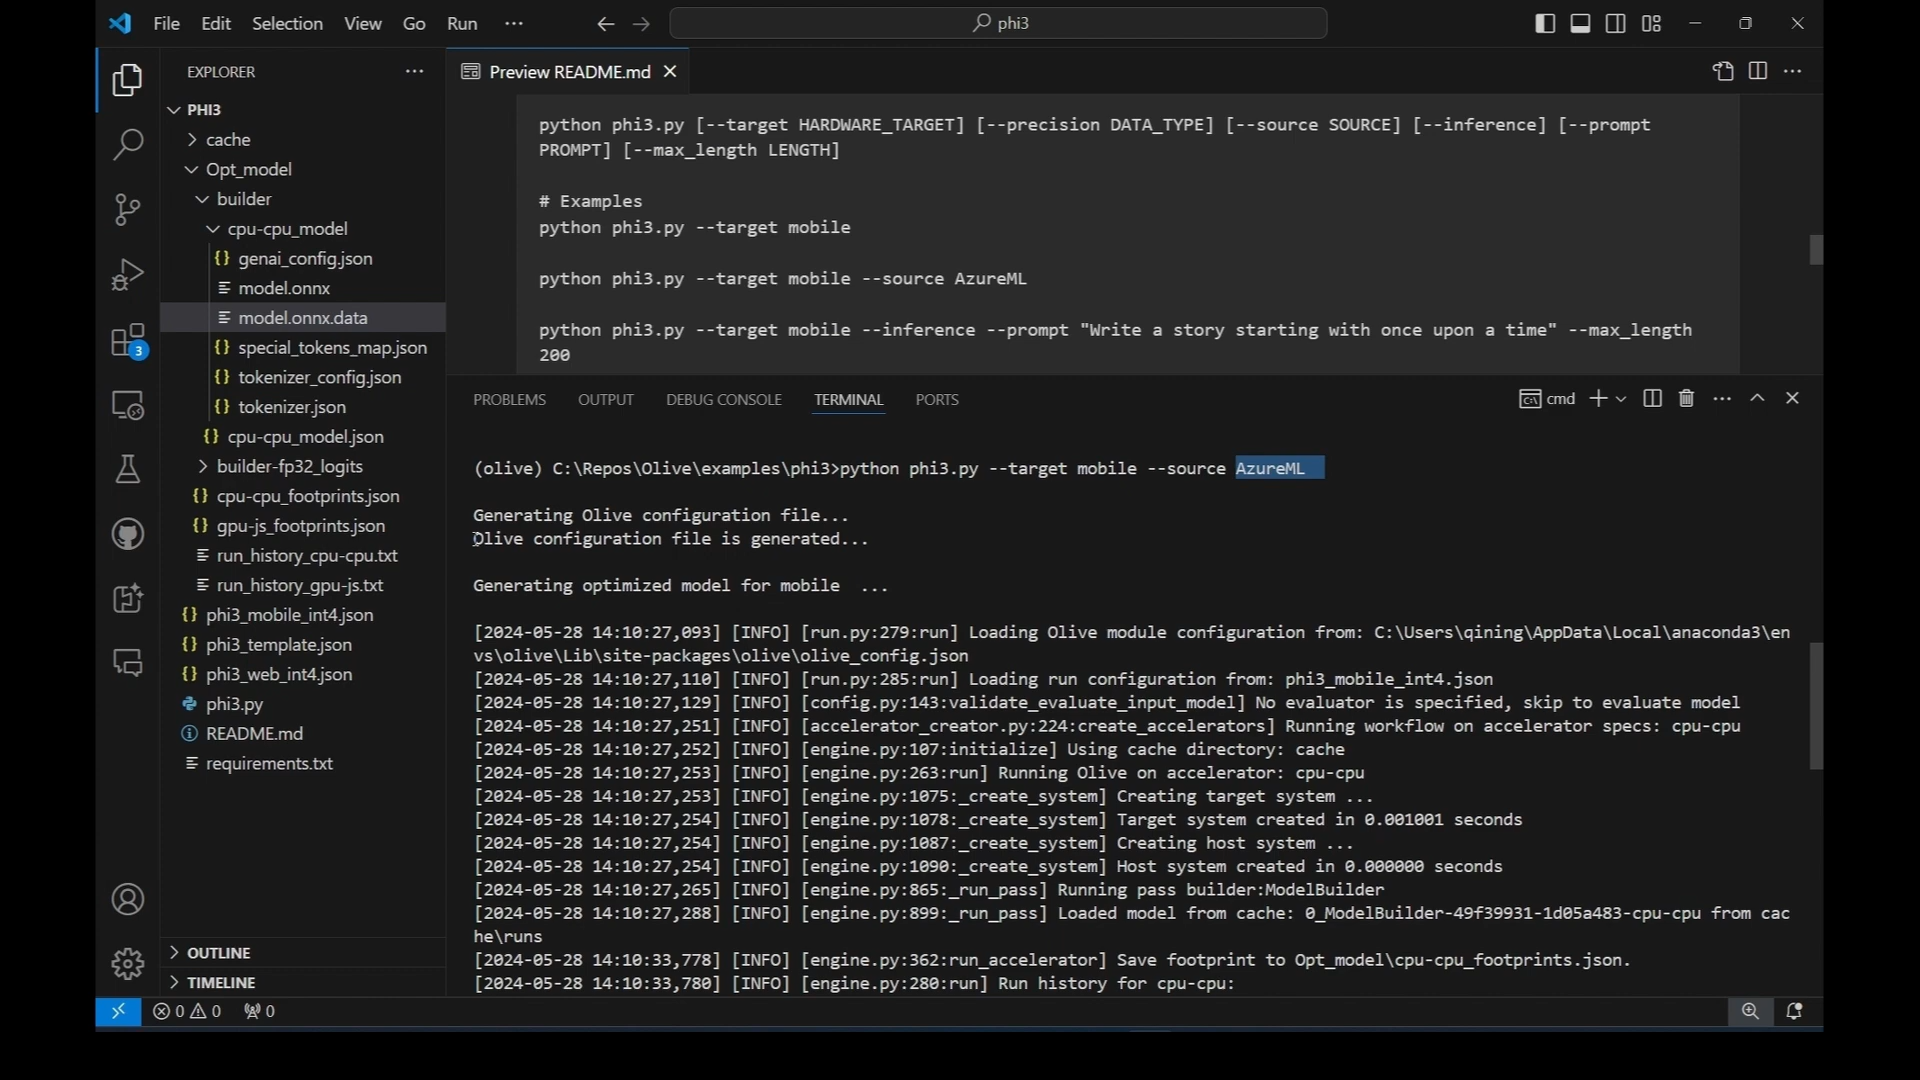 File Edit Selection View Go Run ...
phi3
EXPLORER
PHI3
cache
Opt_model
builder
cpu-cpu_model
{} genai_config.json
model.onnx
model.onnx.data
{} special_tokens_map.json
{} tokenizer_config.json
{} tokenizer.json
{} cpu-cpu_model.json
builder-fp32_logits
{} cpu-cpu_footprints.json
{} gpu-js_footprints.json
run_history_cpu-cpu.txt
run_history_gpu-js.txt
{} phi3_mobile_int4.json
{} phi3_template.json
{} phi3_web_int4.json
phi3.py
README.md
requirements.txt
OUTLINE
TIMELINE
3
Preview README.md
python phi3.py [--target HARDWARE_TARGET] [--precision DATA_TYPE] [--source SOURCE] [--inference] [--prompt
PROMPT] [--max_length LENGTH]
# Examples
python phi3.py --target mobile
python phi3.py --target mobile --source AzureML
python phi3.py --target mobile --inference --prompt "Write a story starting with once upon a time" --max_length
200
PROBLEMS OUTPUT DEBUG CONSOLE TERMINAL PORTS
cmd
(olive) C:\Repos\Olive\examples\phi3>python phi3.py --target mobile --source AzureML
Generating Olive configuration file...
Olive configuration file is generated...
Generating optimized model for mobile  ...
[2024-05-28 14:10:27,093] [INFO] [run.py:279:run] Loading Olive module configuration from: C:\Users\qining\AppData\Local\anaconda3\en
vs\olive\Lib\site-packages\olive\olive_config.json
[2024-05-28 14:10:27,110] [INFO] [run.py:285:run] Loading run configuration from: phi3_mobile_int4.json
[2024-05-28 14:10:27,129] [INFO] [config.py:143:validate_evaluate_input_model] No evaluator is specified, skip to evaluate model
[2024-05-28 14:10:27,251] [INFO] [accelerator_creator.py:224:create_accelerators] Running workflow on accelerator specs: cpu-cpu
[2024-05-28 14:10:27,252] [INFO] [engine.py:107:initialize] Using cache directory: cache
[2024-05-28 14:10:27,253] [INFO] [engine.py:263:run] Running Olive on accelerator: cpu-cpu
[2024-05-28 14:10:27,253] [INFO] [engine.py:1075:_create_system] Creating target system ...
[2024-05-28 14:10:27,254] [INFO] [engine.py:1078:_create_system] Target system created in 0.001001 seconds
[2024-05-28 14:10:27,254] [INFO] [engine.py:1087:_create_system] Creating host system ...
[2024-05-28 14:10:27,254] [INFO] [engine.py:1090:_create_system] Host system created in 0.000000 seconds
[2024-05-28 14:10:27,265] [INFO] [engine.py:865:_run_pass] Running pass builder:ModelBuilder
[2024-05-28 14:10:27,288] [INFO] [engine.py:899:_run_pass] Loaded model from cache: 0_ModelBuilder-49f39931-1d05a483-cpu-cpu from cac
he\runs
[2024-05-28 14:10:33,778] [INFO] [engine.py:362:run_accelerator] Save footprint to Opt_model\cpu-cpu_footprints.json.
[2024-05-28 14:10:33,780] [INFO] [engine.py:280:run] Run history for cpu-cpu:
0 0 0